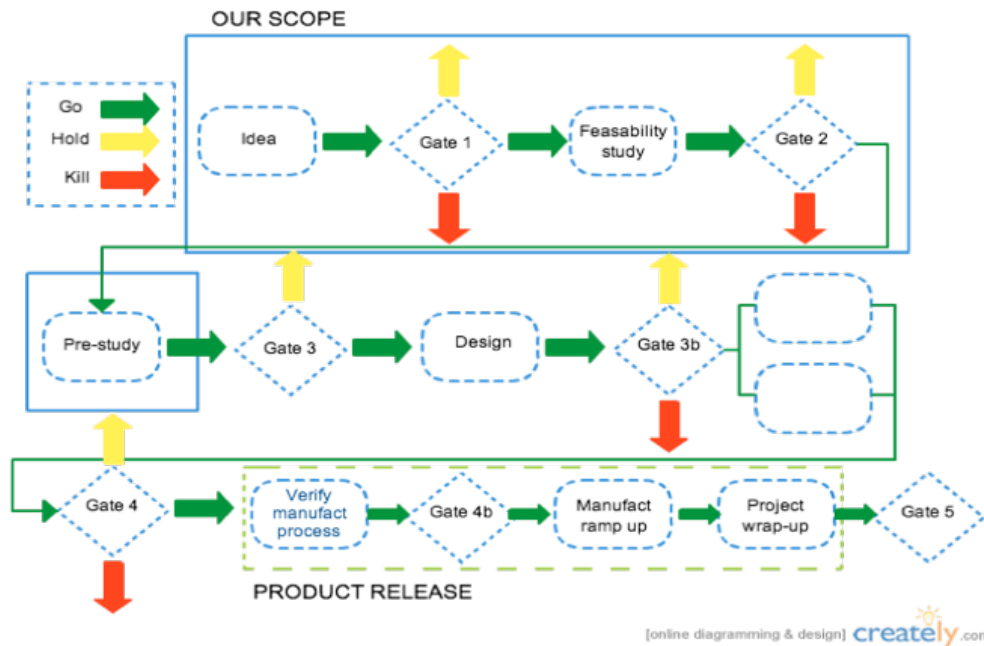 OUR SCOPE
Go
Hold
Kill
Idea
Gate 1
Feasability
study
Gate 2
Pre-study
Gate 3
Design
Gate 3b
Gate 4
Verify
manufact
process
Gate 4b
Manufact
ramp up
Project
wrap-up
Gate 5
PRODUCT RELEASE
[online diagramming & design] creately.com